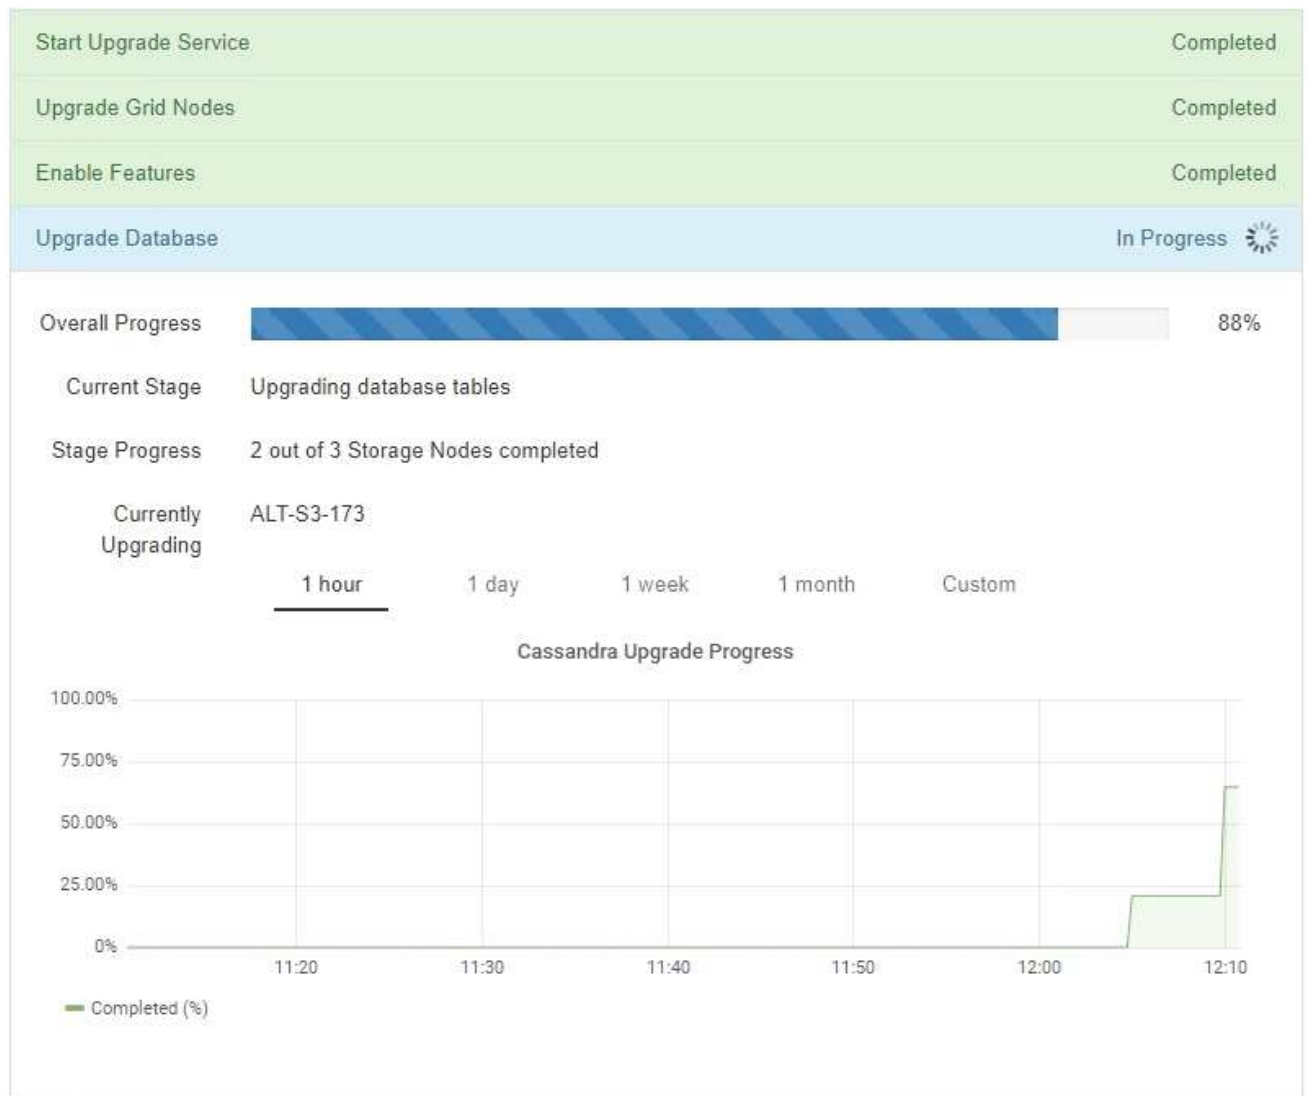 Start Upgrade Service Completed
Upgrade Grid Nodes Completed
Enable Features Completed
Upgrade Database In Progress
Overall Progress 88%
Current Stage Upgrading database tables
Stage Progress 2 out of 3 Storage Nodes completed
Currently ALT-S3-173
Upgrading
1 hour 1 day 1 week 1 month Custom
Cassandra Upgrade Progress
100.00%
75.00%
50.00%
25.00%
0%
11:20 11:30 11:40 11:50 12:00 12:10
Completed (%)